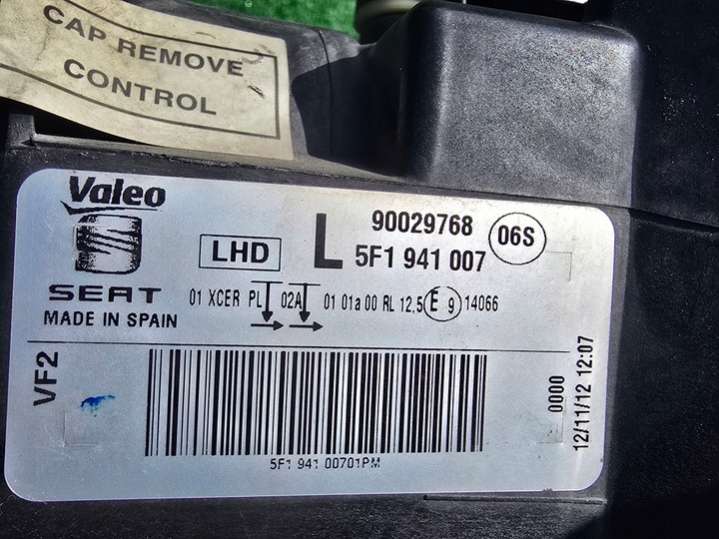 CAP REMOVE
CONTROL
Valeo
SEAT
MADE IN SPAIN
LHD
L
90029768
5F1 941 007
06S
01 XCER PL 02A 01 01a 00 RL 12.5 E 9 14066
VF2
5F1 941 00701PM
0000
12/11/12 12:07